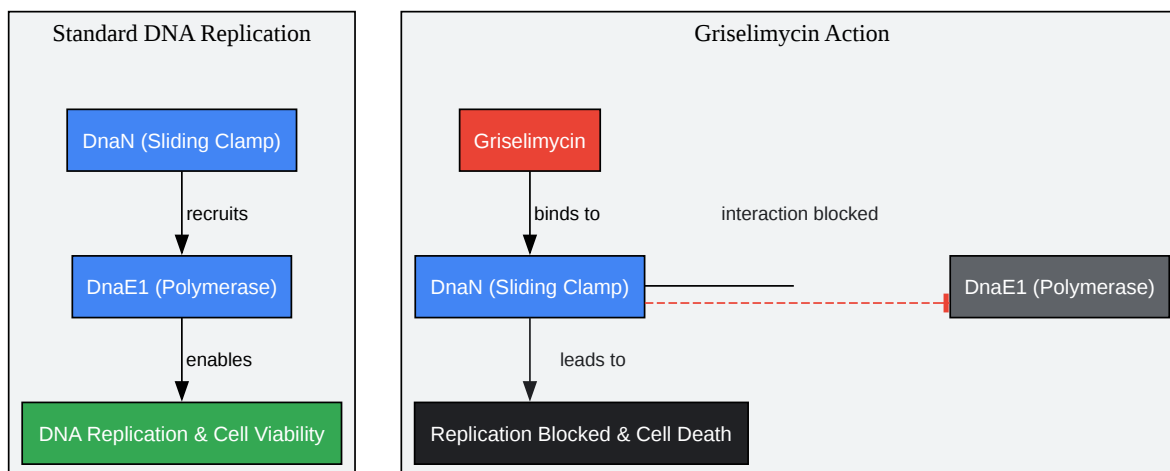 Standard DNA Replication
DnaN (Sliding Clamp)
recruits
DnaE1 (Polymerase)
enables
DNA Replication & Cell Viability
Griselimycin Action
Griselimycin
binds to
interaction blocked
DnaN (Sliding Clamp)
DnaE1 (Polymerase)
leads to
Replication Blocked & Cell Death